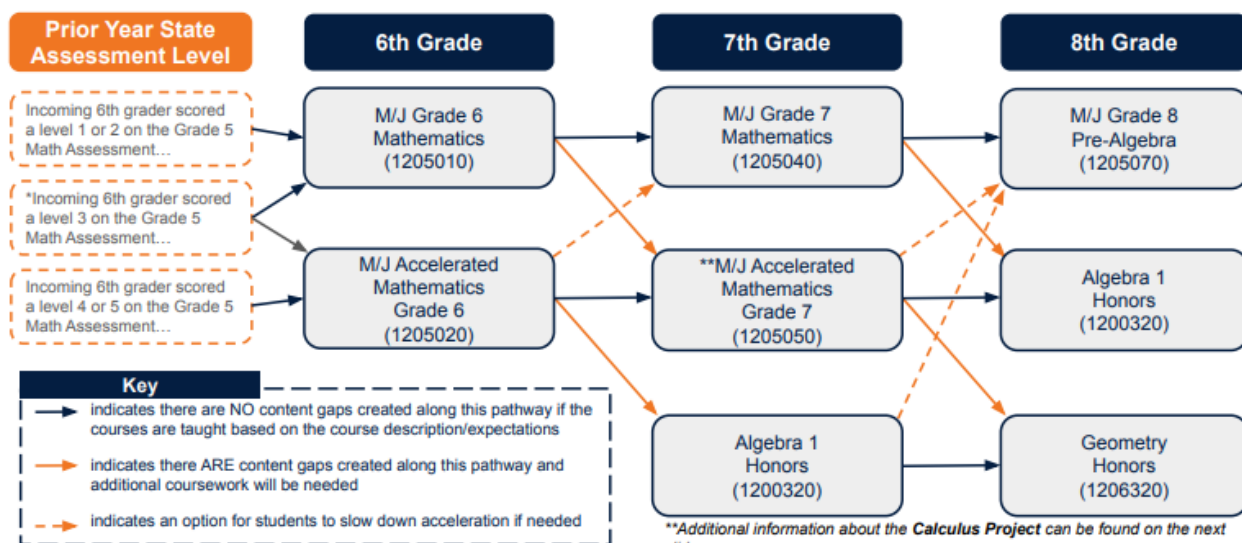 Prior Year State
Assessment Level
6th Grade
7th Grade
8th Grade
Incoming 6th grader scored
a level 1 or 2 on the Grade 5
Math Assessment…
*Incoming 6th grader scored
a level 3 on the Grade 5
Math Assessment…
Incoming 6th grader scored
a level 4 or 5 on the Grade 5
Math Assessment…
M/J Grade 6
Mathematics
(1205010)
M/J Grade 7
Mathematics
(1205040)
M/J Grade 8
Pre-Algebra
(1205070)
M/J Accelerated
Mathematics
Grade 6
(1205020)
**M/J Accelerated
Mathematics
Grade 7
(1205050)
Algebra 1
Honors
(1200320)
Algebra 1
Honors
(1200320)
Geometry
Honors
(1206320)
Key
indicates there are NO content gaps created along this pathway if the
courses are taught based on the course description/expectations
indicates there ARE content gaps created along this pathway and
additional coursework will be needed
indicates an option for students to slow down acceleration if needed
**Additional information about the Calculus Project can be found on the next